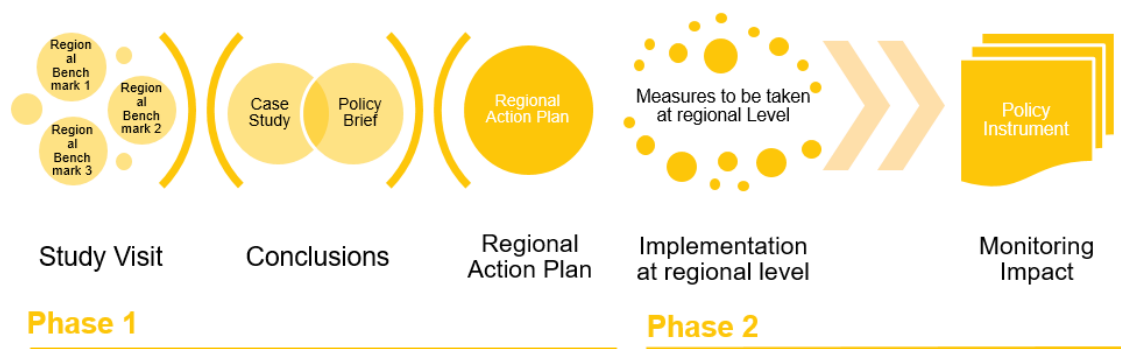 Region
al
Bench
mark 1
Region
al
Bench
mark 2
Region
al
Bench
mark 3
Case
Study
Policy
Brief
Regional
Action Plan
Measures to be taken
at regional Level
Policy
Instrument
Study Visit
Conclusions
Regional
Action Plan
Implementation
at regional level
Monitoring
Impact
Phase 1
Phase 2